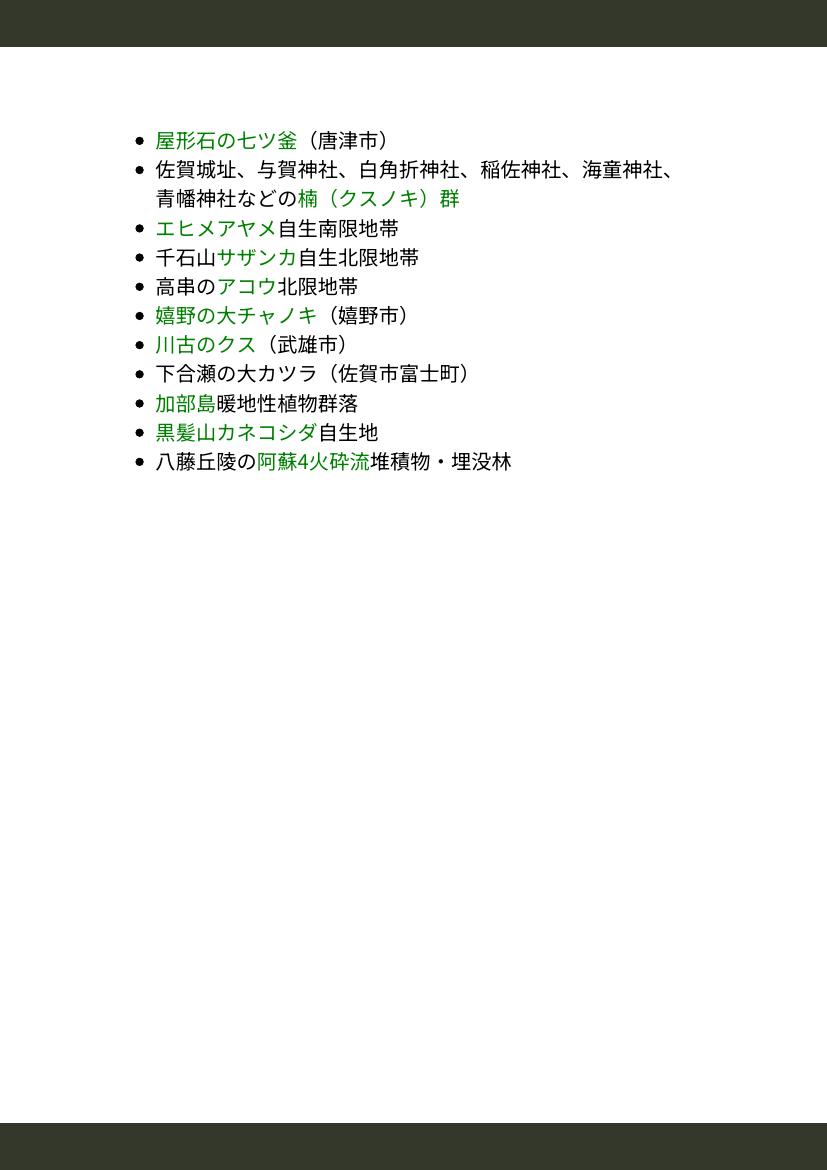 屋形石の七ツ釜（唐津市）
佐賀城址、与賀神社、白角折神社、稲佐神社、海童神社、
青幡神社などの楠（クスノキ）群
エヒメアヤメ自生南限地帯
千石山サザンカ自生北限地帯
高串のアコウ北限地帯
嬉野の大チャノキ（嬉野市）
川古のクス（武雄市）
下合瀬の大カツラ（佐賀市富士町）
加部島暖地性植物群落
黒髪山カネコシダ自生地
八藤丘陵の阿蘇4火砕流堆積物・埋没林